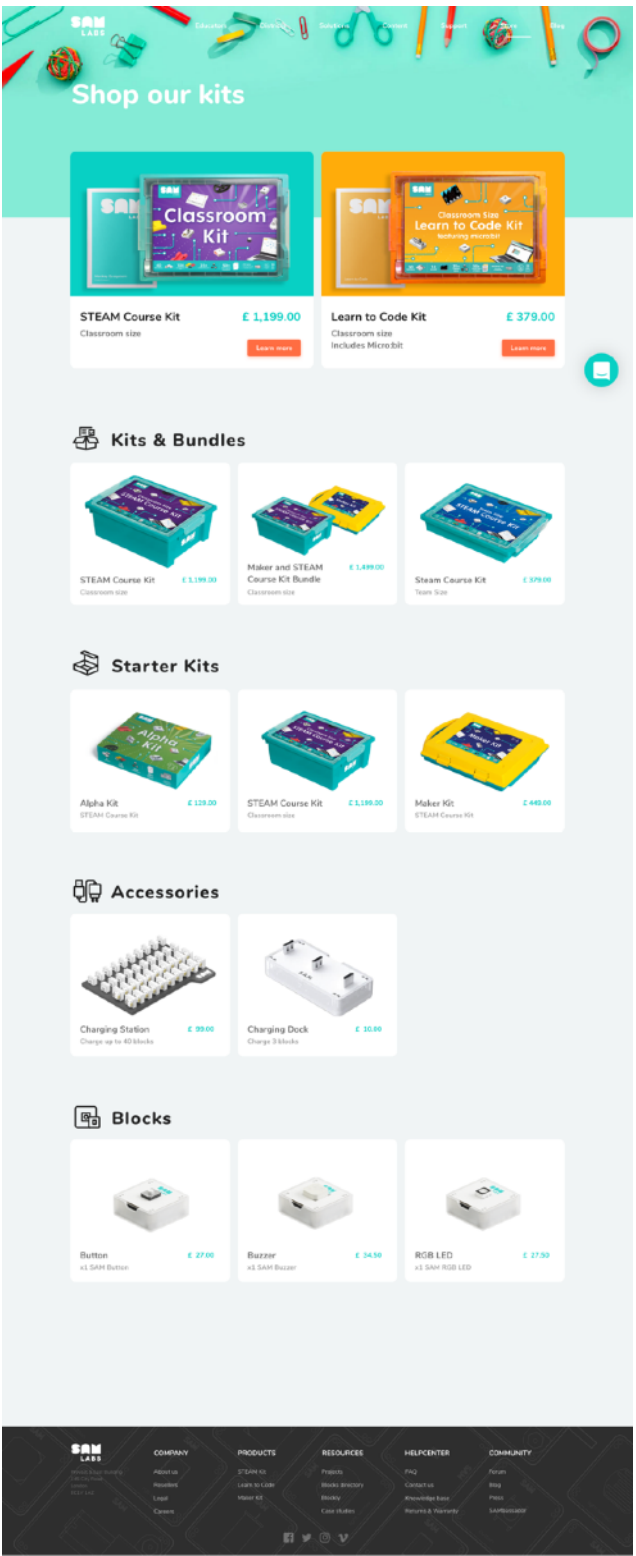 SAM
LABS
Educators Solutions Content Support Store Blog
Shop our kits
SAM
Classroom
Kit
SAM
Classroom Size
Learn to Code Kit
featuring micro:bit
STEAM Course Kit £ 1,199.00
Classroom size
Learn more
Learn to Code Kit £ 379.00
Classroom size
Includes Micro:bit
Learn more
Kits & Bundles
STEAM Course Kit £ 1,199.00
Classroom size
Maker and STEAM £ 1,499.00
Course Kit Bundle
Classroom size
Steam Course Kit £ 379.00
Team Size
Starter Kits
Alpha
Kit
STEAM Course Kit
Maker Kit
Alpha Kit £ 129.00
STEAM Course Kit
STEAM Course Kit £ 1,199.00
Classroom size
Maker Kit £ 445.00
STEAM Course Kit
Accessories
Charging Station £ 99.00
Charge up to 40 blocks
Charging Dock £ 10.00
Charge 3 blocks
Blocks
Button £ 27.00
x1 SAM Button
Buzzer £ 34.50
x1 SAM Buzzer
RGB LED £ 27.50
x1 SAM RGB LED
SAM
LABS
COMPANY
About us
Resellers
Legal
Careers
PRODUCTS
STEAM Kit
Learn to Code
Maker Kit
RESOURCES
Projects
Blocks directory
Blockly
Case studies
HELPCENTER
FAQ
Contact us
Knowledge Base
Returns & Warranty
COMMUNITY
Forum
Blog
Press
SAMbassador